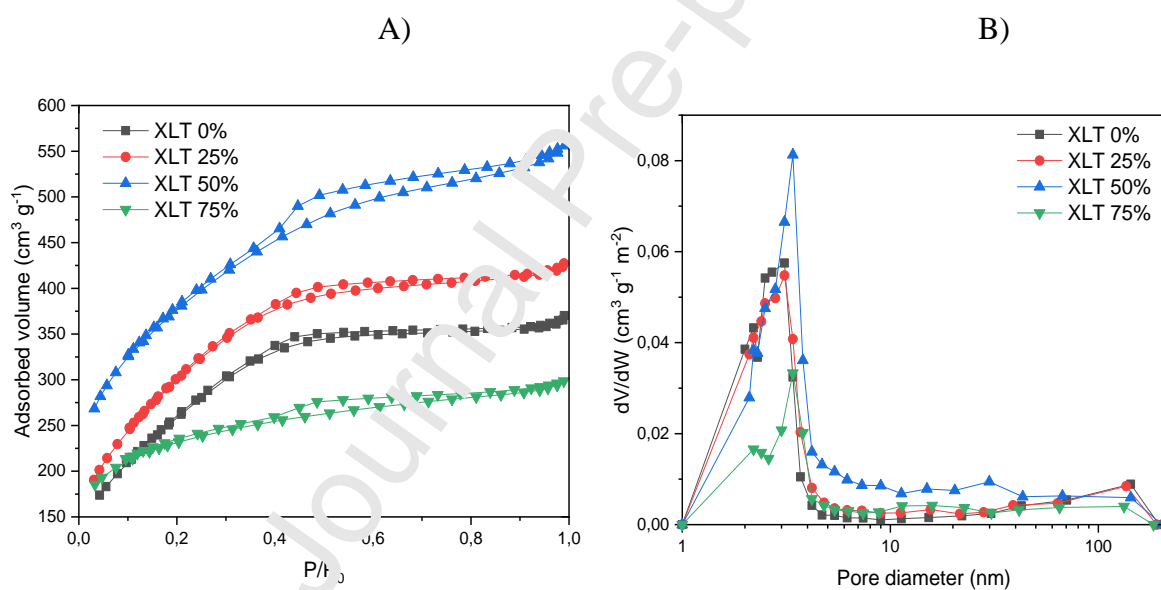 A)
B)
600
550
500
450
400
350
300
250
200
150
Adsorbed volume (cm³ g⁻¹)
XLT 0%
XLT 25%
XLT 50%
XLT 75%
0,0
0,2
0,4
0,6
0,8
1,0
P/P₀
0,08
0,06
0,04
0,02
0,00
dV/dW (cm³ g⁻¹ m⁻²)
XLT 0%
XLT 25%
XLT 50%
XLT 75%
1
10
100
Pore diameter (nm)
Journal Pre-p